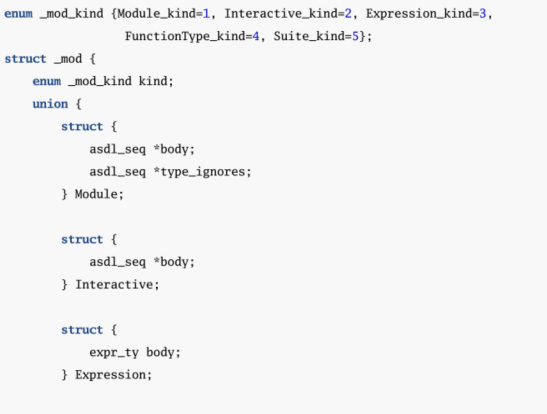 enum _mod_kind {Module_kind=1, Interactive_kind=2, Expression_kind=3,
                FunctionType_kind=4, Suite_kind=5};
struct _mod {
    enum _mod_kind kind;
    union {
        struct {
            asdl_seq *body;
            asdl_seq *type_ignores;
        } Module;

        struct {
            asdl_seq *body;
        } Interactive;

        struct {
            expr_ty body;
        } Expression;